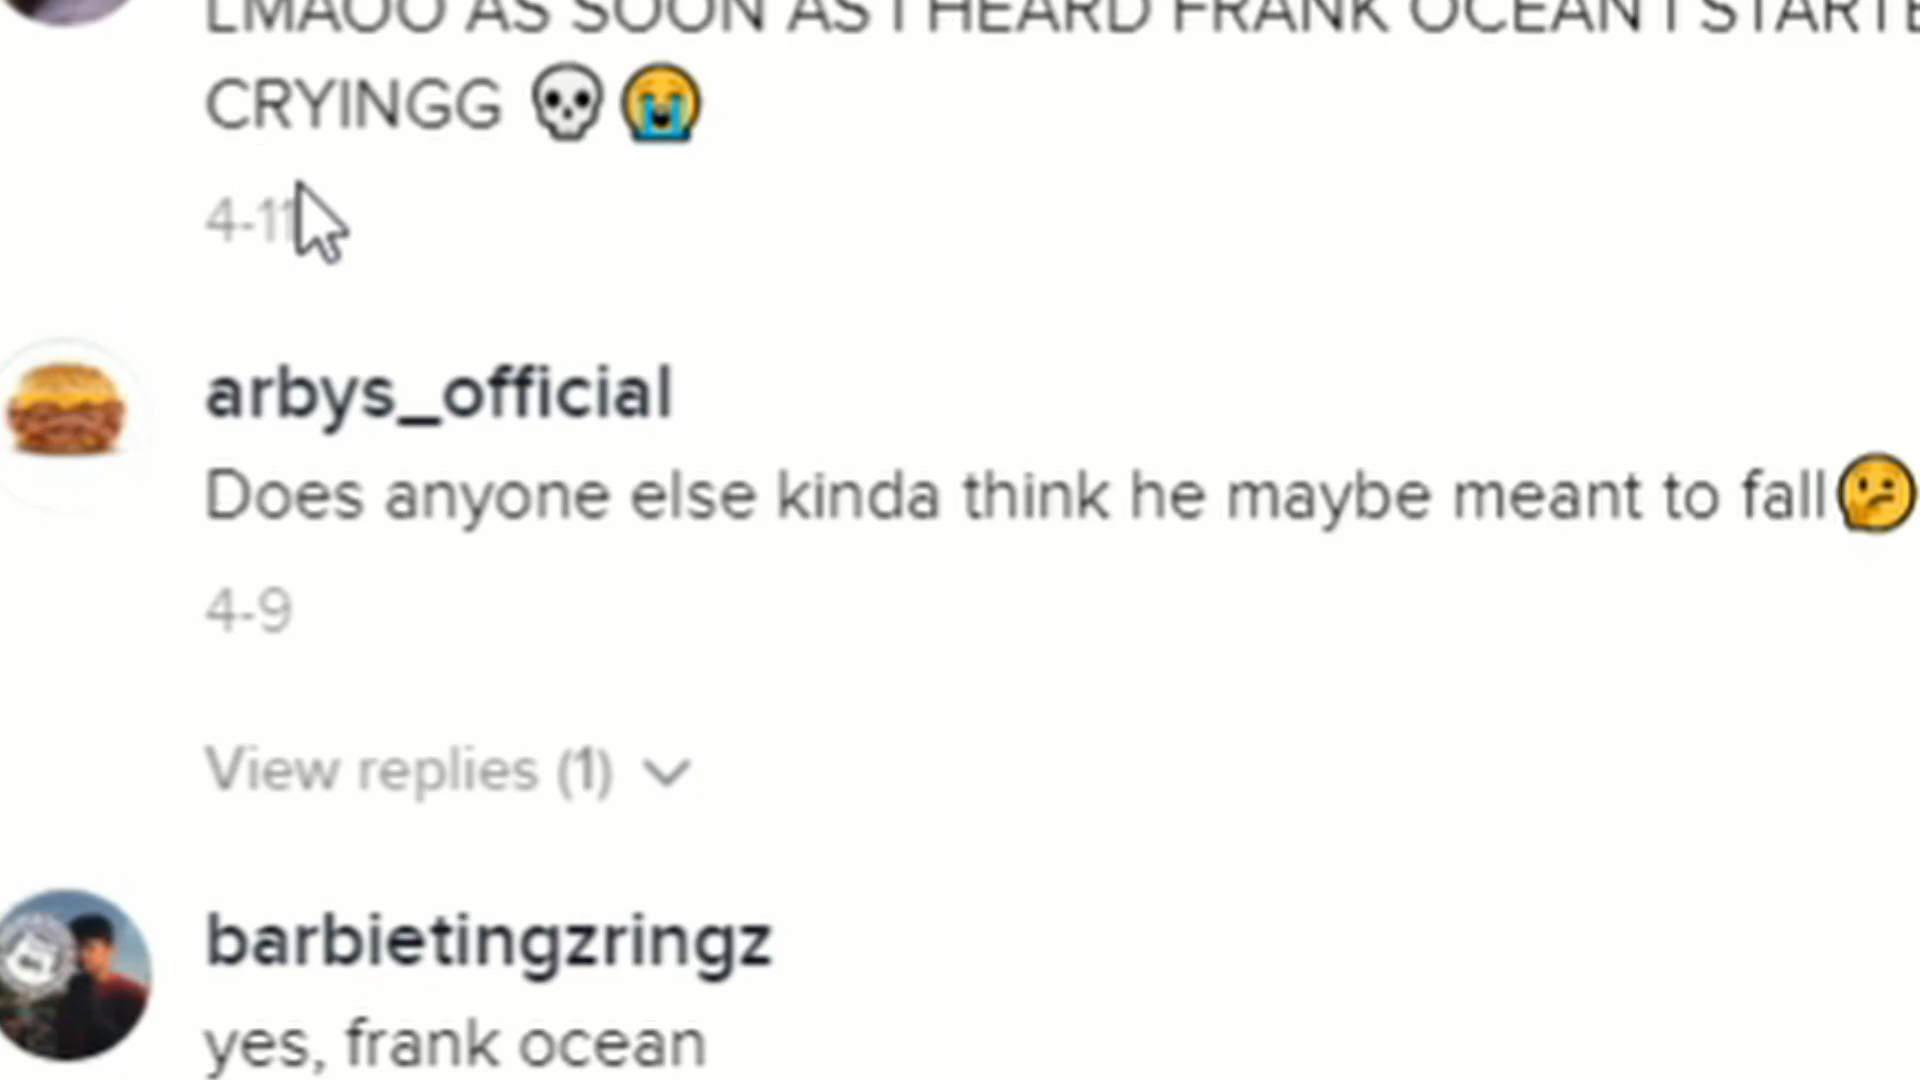 LMAOO AS SOON AS I HEARD FRANK OCEAN I STARTE
CRYINGG 💀😭
4-11
arbys_official
Does anyone else kinda think he maybe meant to fall🤔
4-9
View replies (1)
barbietingzringz
yes, frank ocean